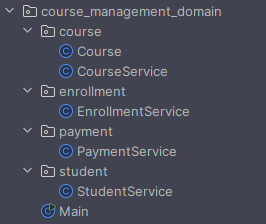 course_management_domain
course
Course
CourseService
enrollment
EnrollmentService
payment
PaymentService
student
StudentService
Main